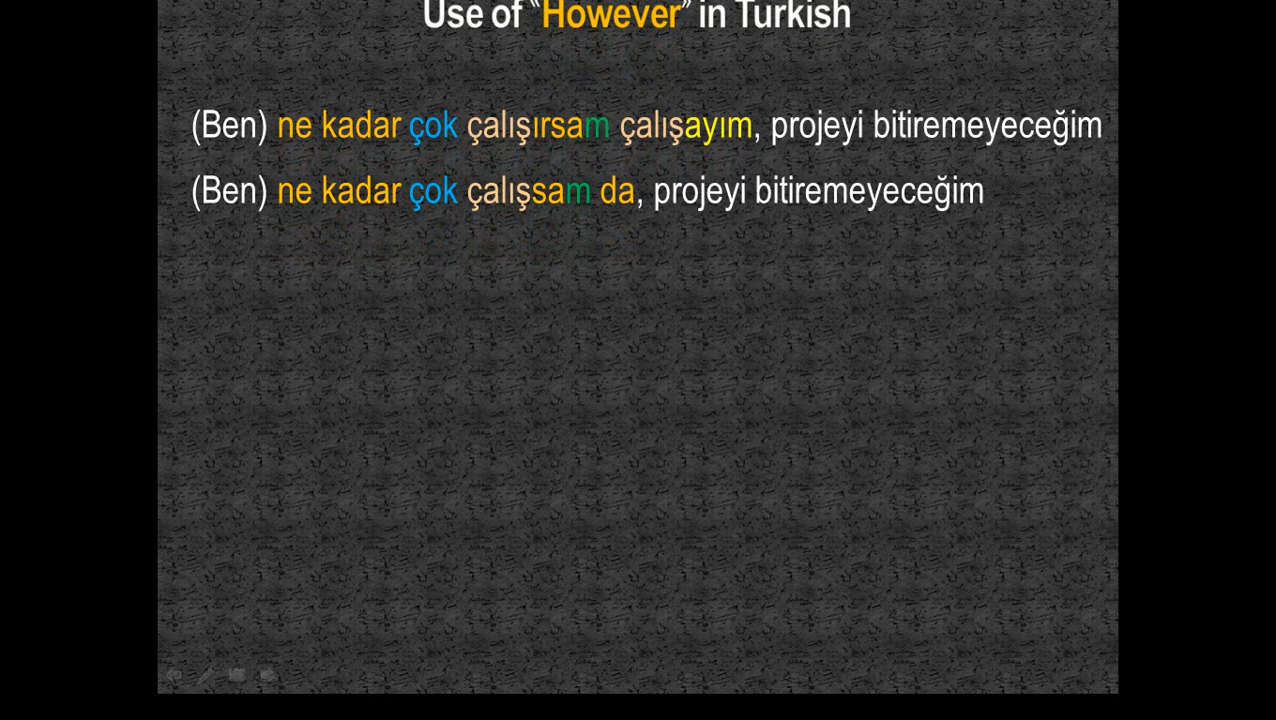 Use of “However” in Turkish
(Ben) ne kadar çok çalışırsam çalışayım, projeyi bitiremeyeceğim
(Ben) ne kadar çok çalışsam da, projeyi bitiremeyeceğim